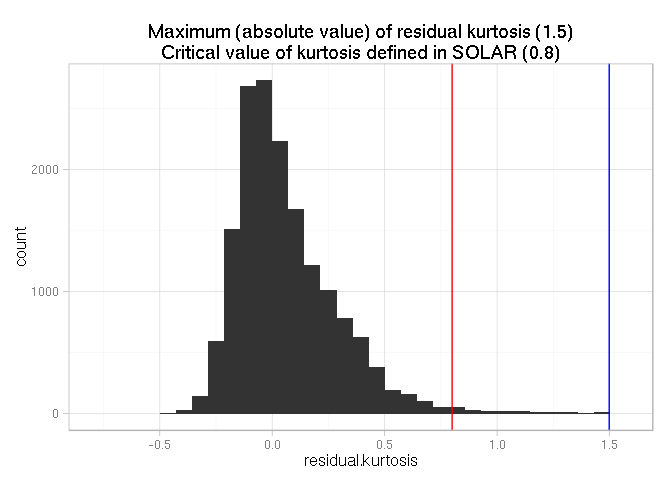 Maximum (absolute value) of residual kurtosis (1.5)
Critical value of kurtosis defined in SOLAR (0.8)
count
2000
1000
0
-0.5
0.0
0.5
1.0
1.5
residual.kurtosis